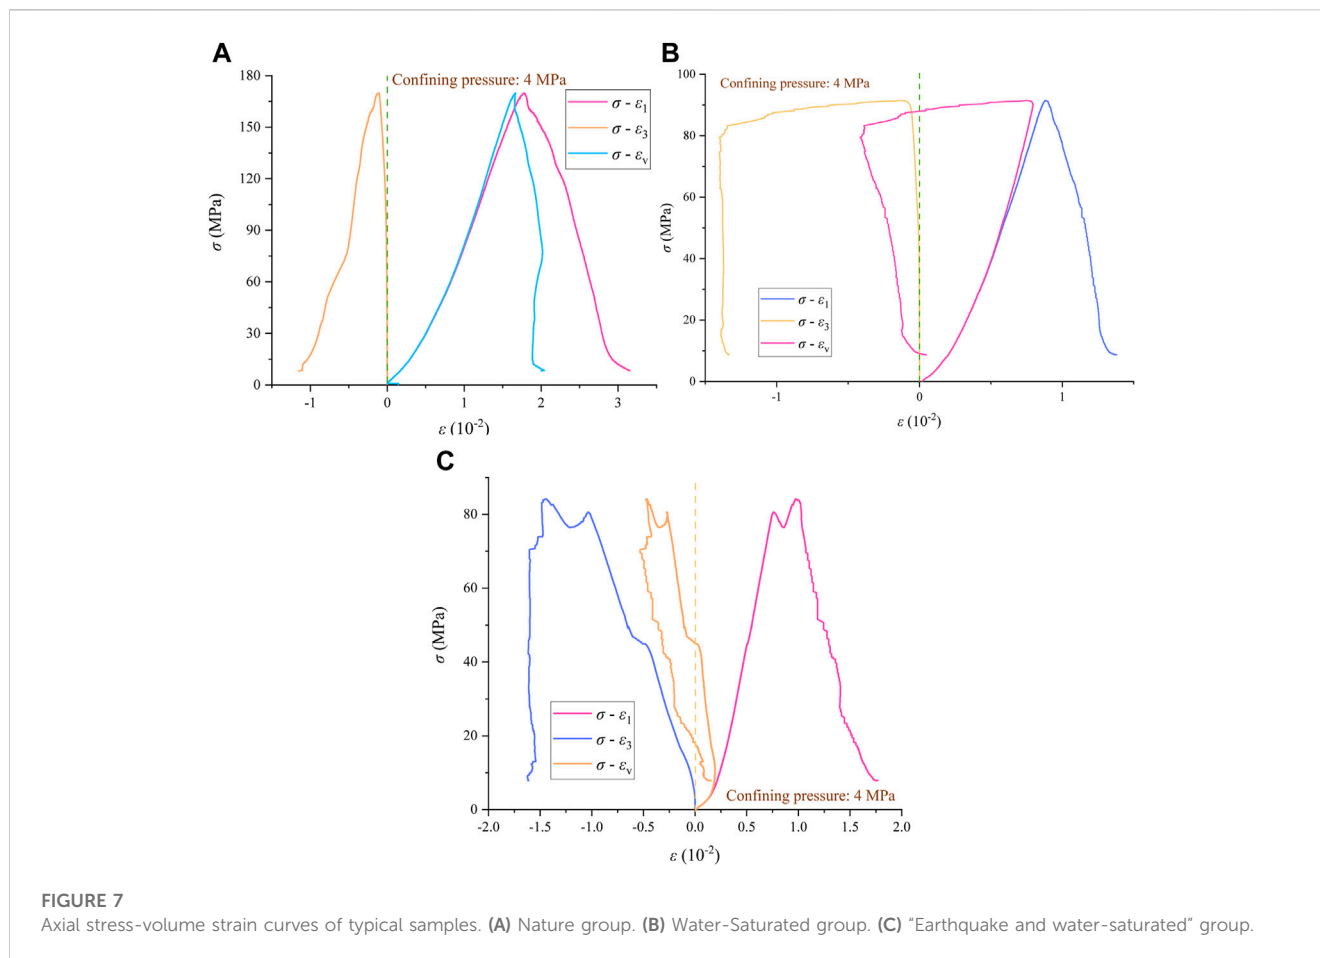 A
Confining pressure: 4 MPa
σ - ε1
σ - ε3
σ - εv
180
150
120
90
60
30
0
σ (MPa)
-1 0 1 2 3
ε (10-2)
B
Confining pressure: 4 MPa
100
80
60
40
20
0
σ (MPa)
σ - ε1
σ - ε3
σ - εv
-1 0 1
ε (10-2)
C
80
60
40
20
0
σ (MPa)
σ - ε1
σ - ε3
σ - εv
Confining pressure: 4 MPa
-2.0 -1.5 -1.0 -0.5 0.0 0.5 1.0 1.5 2.0
ε (10-2)
FIGURE 7
Axial stress-volume strain curves of typical samples. (A) Nature group. (B) Water-Saturated group. (C) "Earthquake and water-saturated" group.